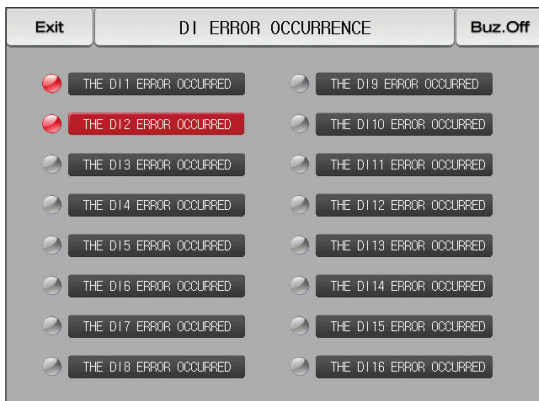 Exit
DI ERROR OCCURRENCE
Buz.Off
THE DI1 ERROR OCCURRED
THE DI2 ERROR OCCURRED
THE DI3 ERROR OCCURRED
THE DI4 ERROR OCCURRED
THE DI5 ERROR OCCURRED
THE DI6 ERROR OCCURRED
THE DI7 ERROR OCCURRED
THE DI8 ERROR OCCURRED
THE DI9 ERROR OCCURRED
THE DI10 ERROR OCCURRED
THE DI11 ERROR OCCURRED
THE DI12 ERROR OCCURRED
THE DI13 ERROR OCCURRED
THE DI14 ERROR OCCURRED
THE DI15 ERROR OCCURRED
THE DI16 ERROR OCCURRED